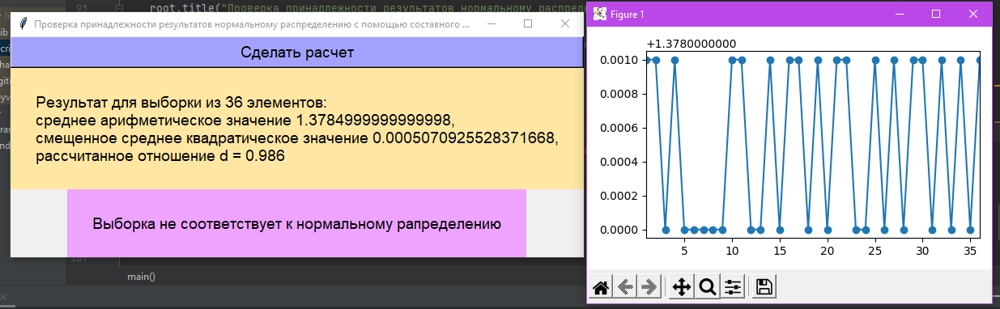 93
root.title("Проверка принадлежности результатов нормальному распреде
Проверка принадлежности результатов нормальному распределению с помощью составного ...
Сделать расчет
Результат для выборки из 36 элементов:
среднее арифметическое значение 1.3784999999999998,
смещенное среднее квадратическое значение 0.0005070925528371668,
рассчитанное отношение d = 0.986
Выборка не соответствует к нормальному рапределению
107
main()
Figure 1
+1.3780000000
0.0010
0.0008
0.0006
0.0004
0.0002
0.0000
5 10 15 20 25 30 35